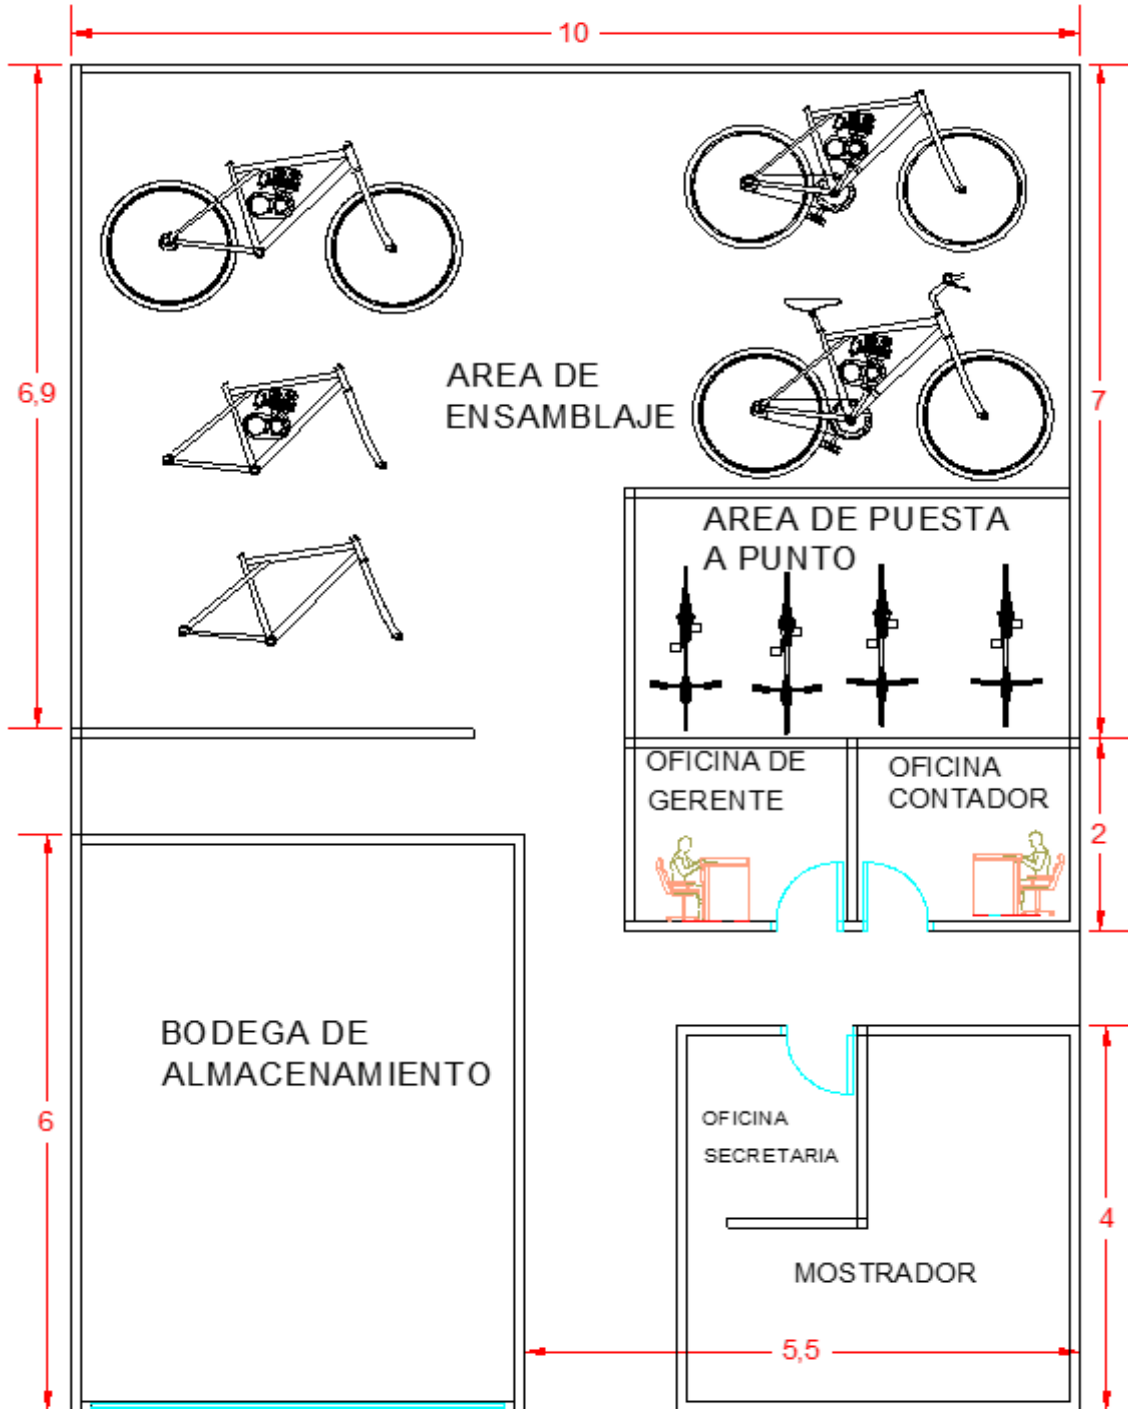 10
6,9
7
AREA DE
ENSAMBLAJE
AREA DE PUESTA
A PUNTO
OFICINA DE
GERENTE
OFICINA
CONTADOR
2
BODEGA DE
ALMACENAMIENTO
6
OFICINA
SECRETARIA
4
MOSTRADOR
5,5